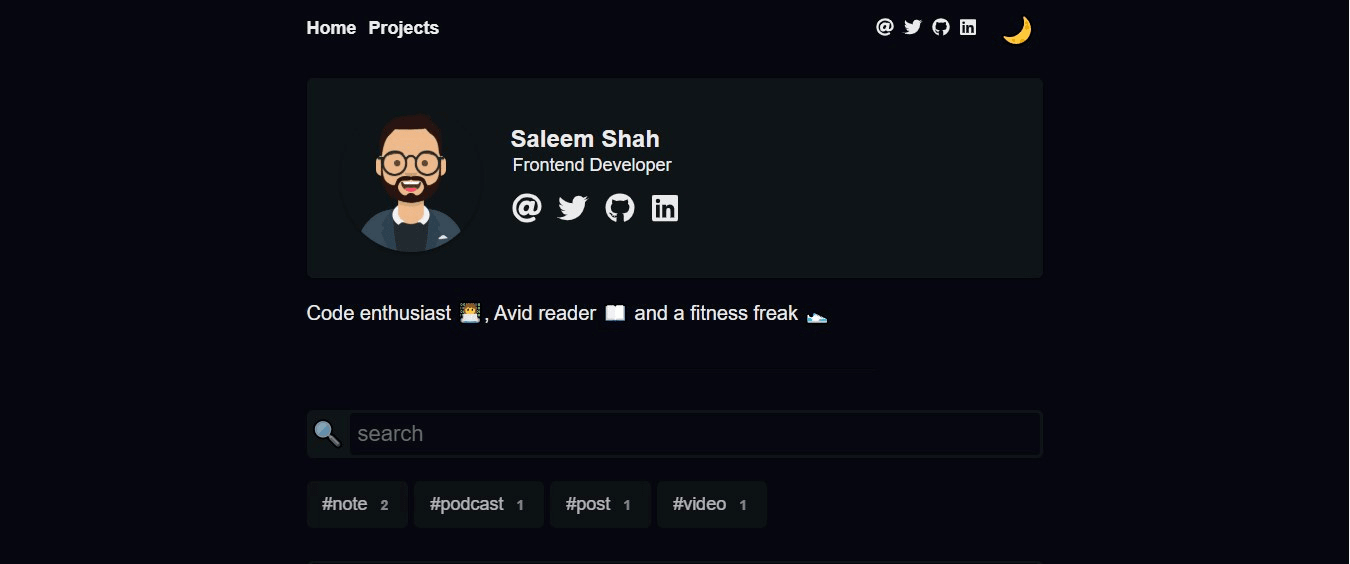 Home Projects
Saleem Shah
Frontend Developer
Code enthusiast 🧑‍💻, Avid reader 📖 and a fitness freak 👟
search
#note 2 #podcast 1 #post 1 #video 1